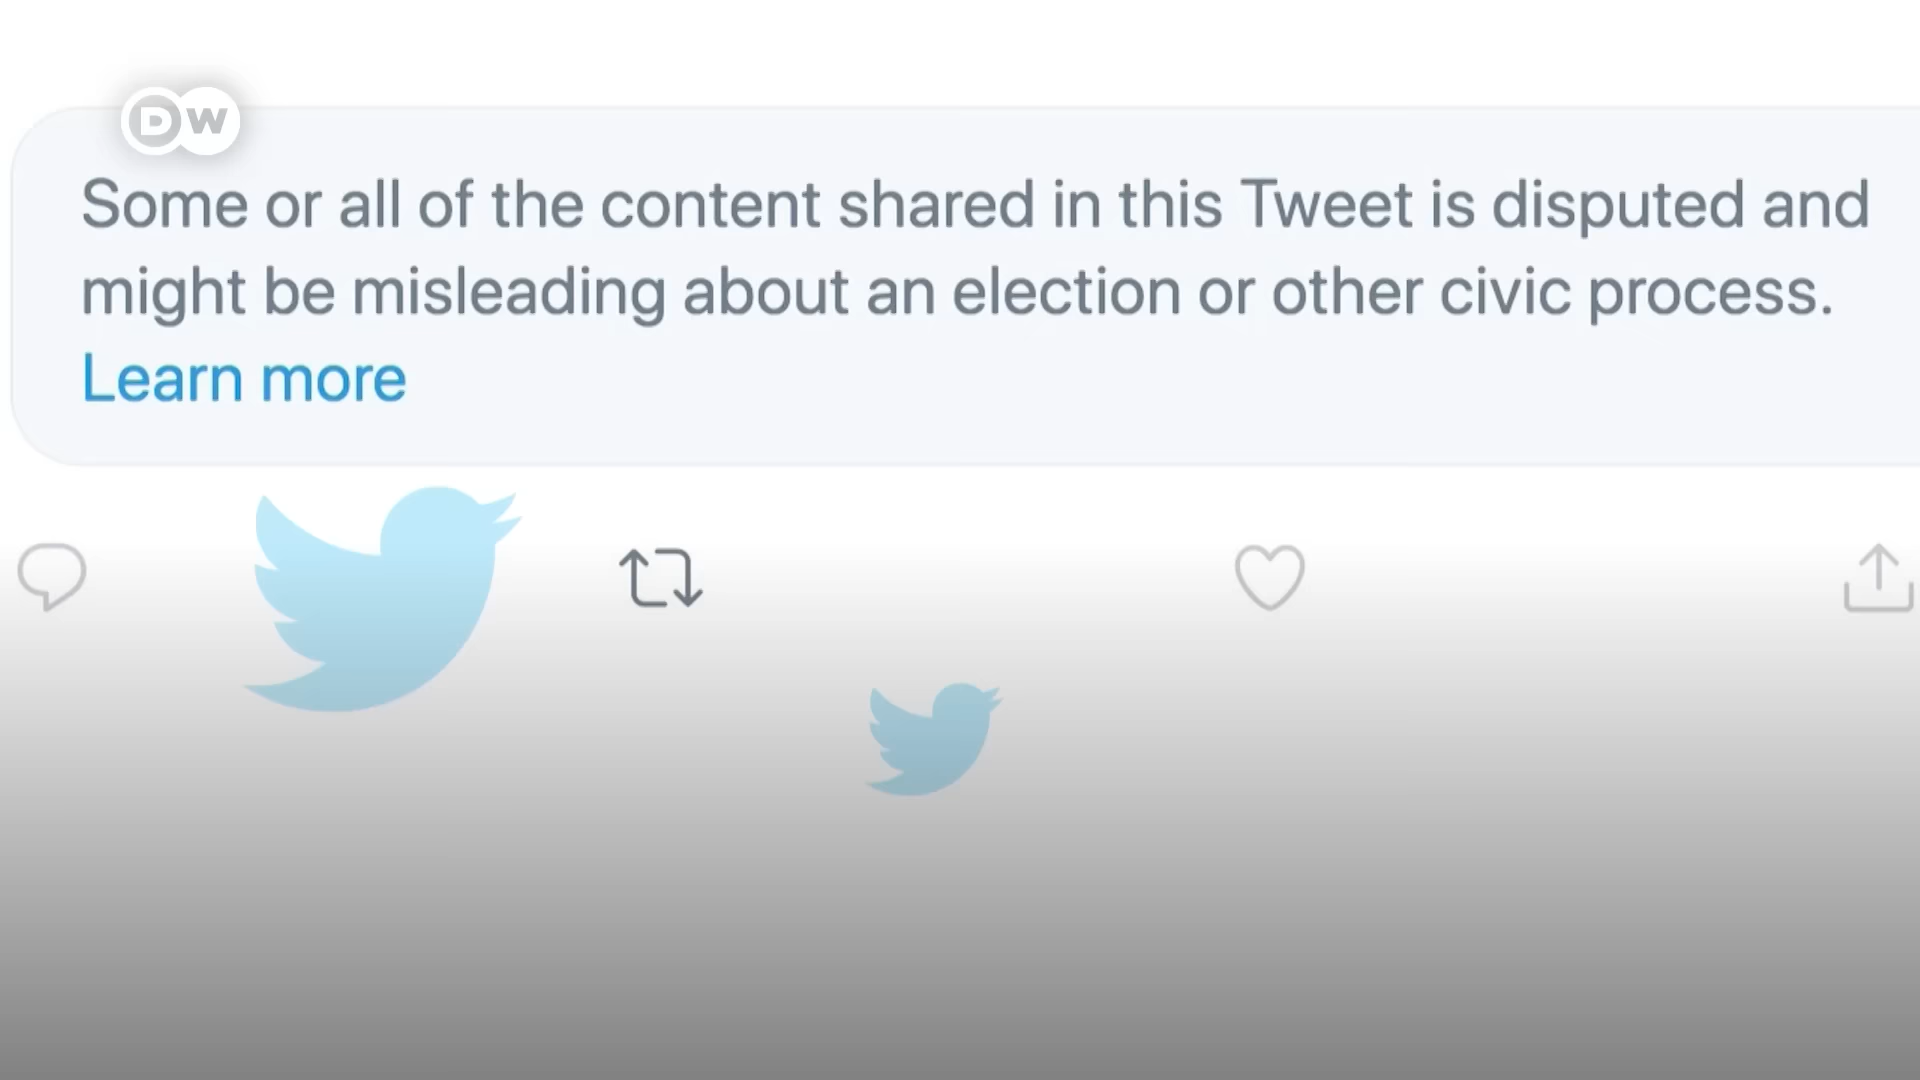 DW
Some or all of the content shared in this Tweet is disputed and
might be misleading about an election or other civic process.
Learn more